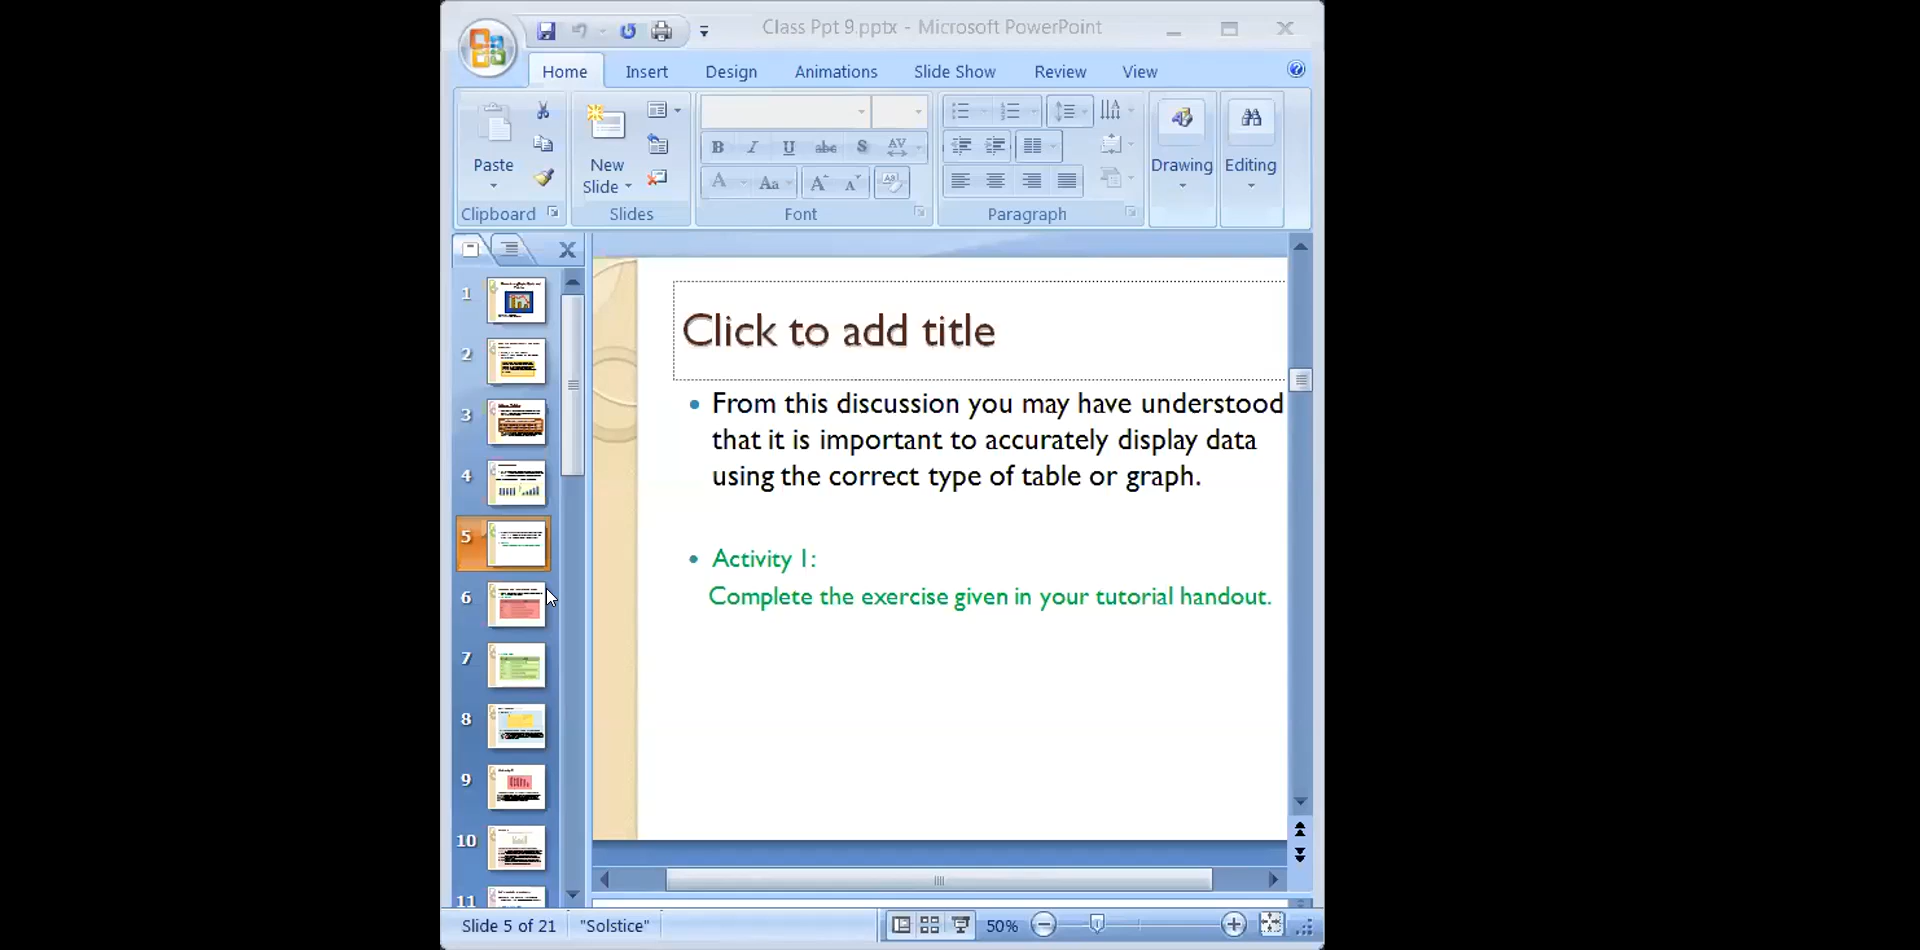 Class Ppt 9.pptx - Microsoft PowerPoint
Home Insert Design Animations Slide Show Review View
Paste
New
Slide
B I U abc S AV
A Aa A A
Drawing
Editing
Clipboard Slides Font Paragraph
1
2
3
4
5
6
7
8
9
10
11
Click to add title
• From this discussion you may have understood
that it is important to accurately display data
using the correct type of table or graph.
• Activity 1:
Complete the exercise given in your tutorial handout.
Slide 5 of 21 "Solstice" 50%